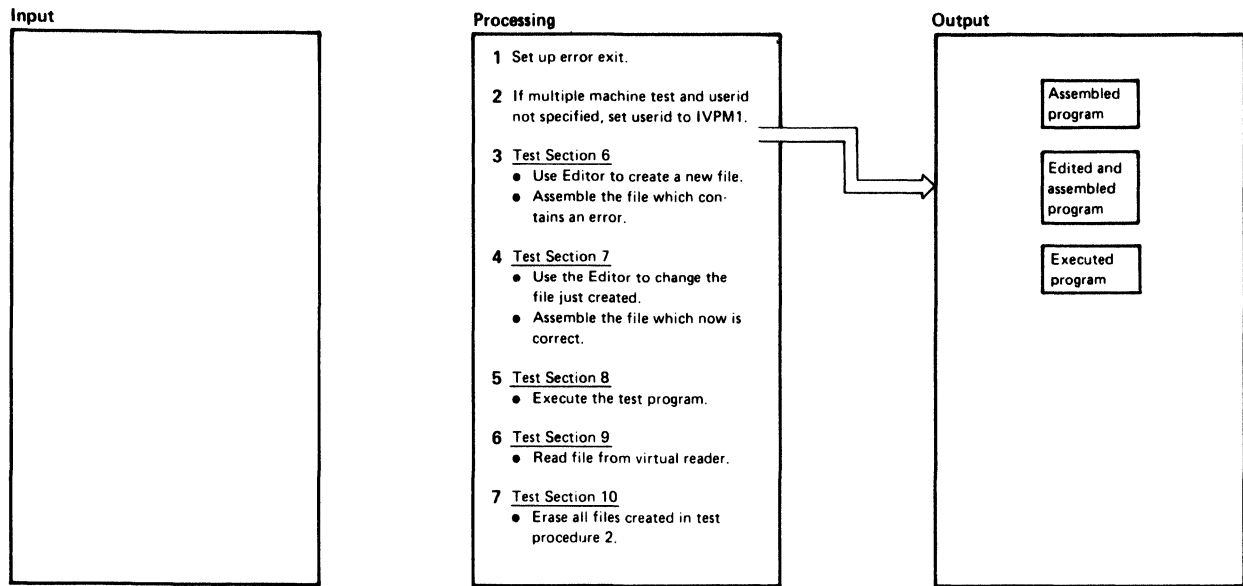 Input
Processing
1 Set up error exit.
2 If multiple machine test and userid
not specified, set userid to IVPM1.
3 Test Section 6
● Use Editor to create a new file.
● Assemble the file which con-
tains an error.
4 Test Section 7
● Use the Editor to change the
file just created.
● Assemble the file which now is
correct.
5 Test Section 8
● Execute the test program.
6 Test Section 9
● Read file from virtual reader.
7 Test Section 10
● Erase all files created in test
procedure 2.
Output
Assembled
program
Edited and
assembled
program
Executed
program